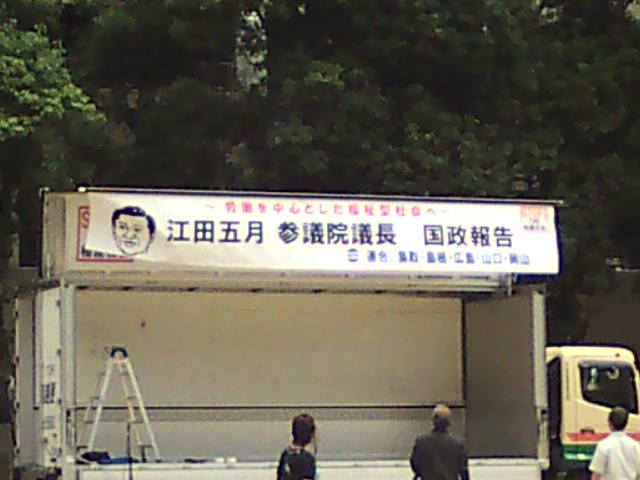 ～労働を中心とした福祉型社会へ～
江田五月 参議院議長 国政報告
連合 鳥取・島根・広島・山口・岡山